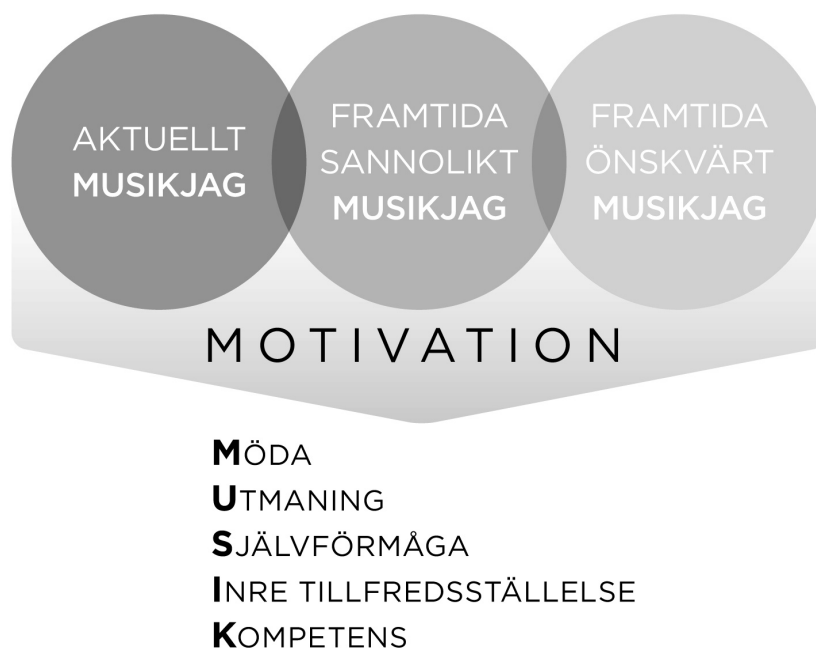 AKTUELLT
MUSIKJAG
FRAMTIDA
SANNOLIKT
MUSIKJAG
FRAMTIDA
ÖNSKVÄRT
MUSIKJAG
MOTIVATION
MÖDA
UTMANING
SJÄLVFÖRMÅGA
INRE TILLFREDSSTÄLLELSE
KOMPETENS